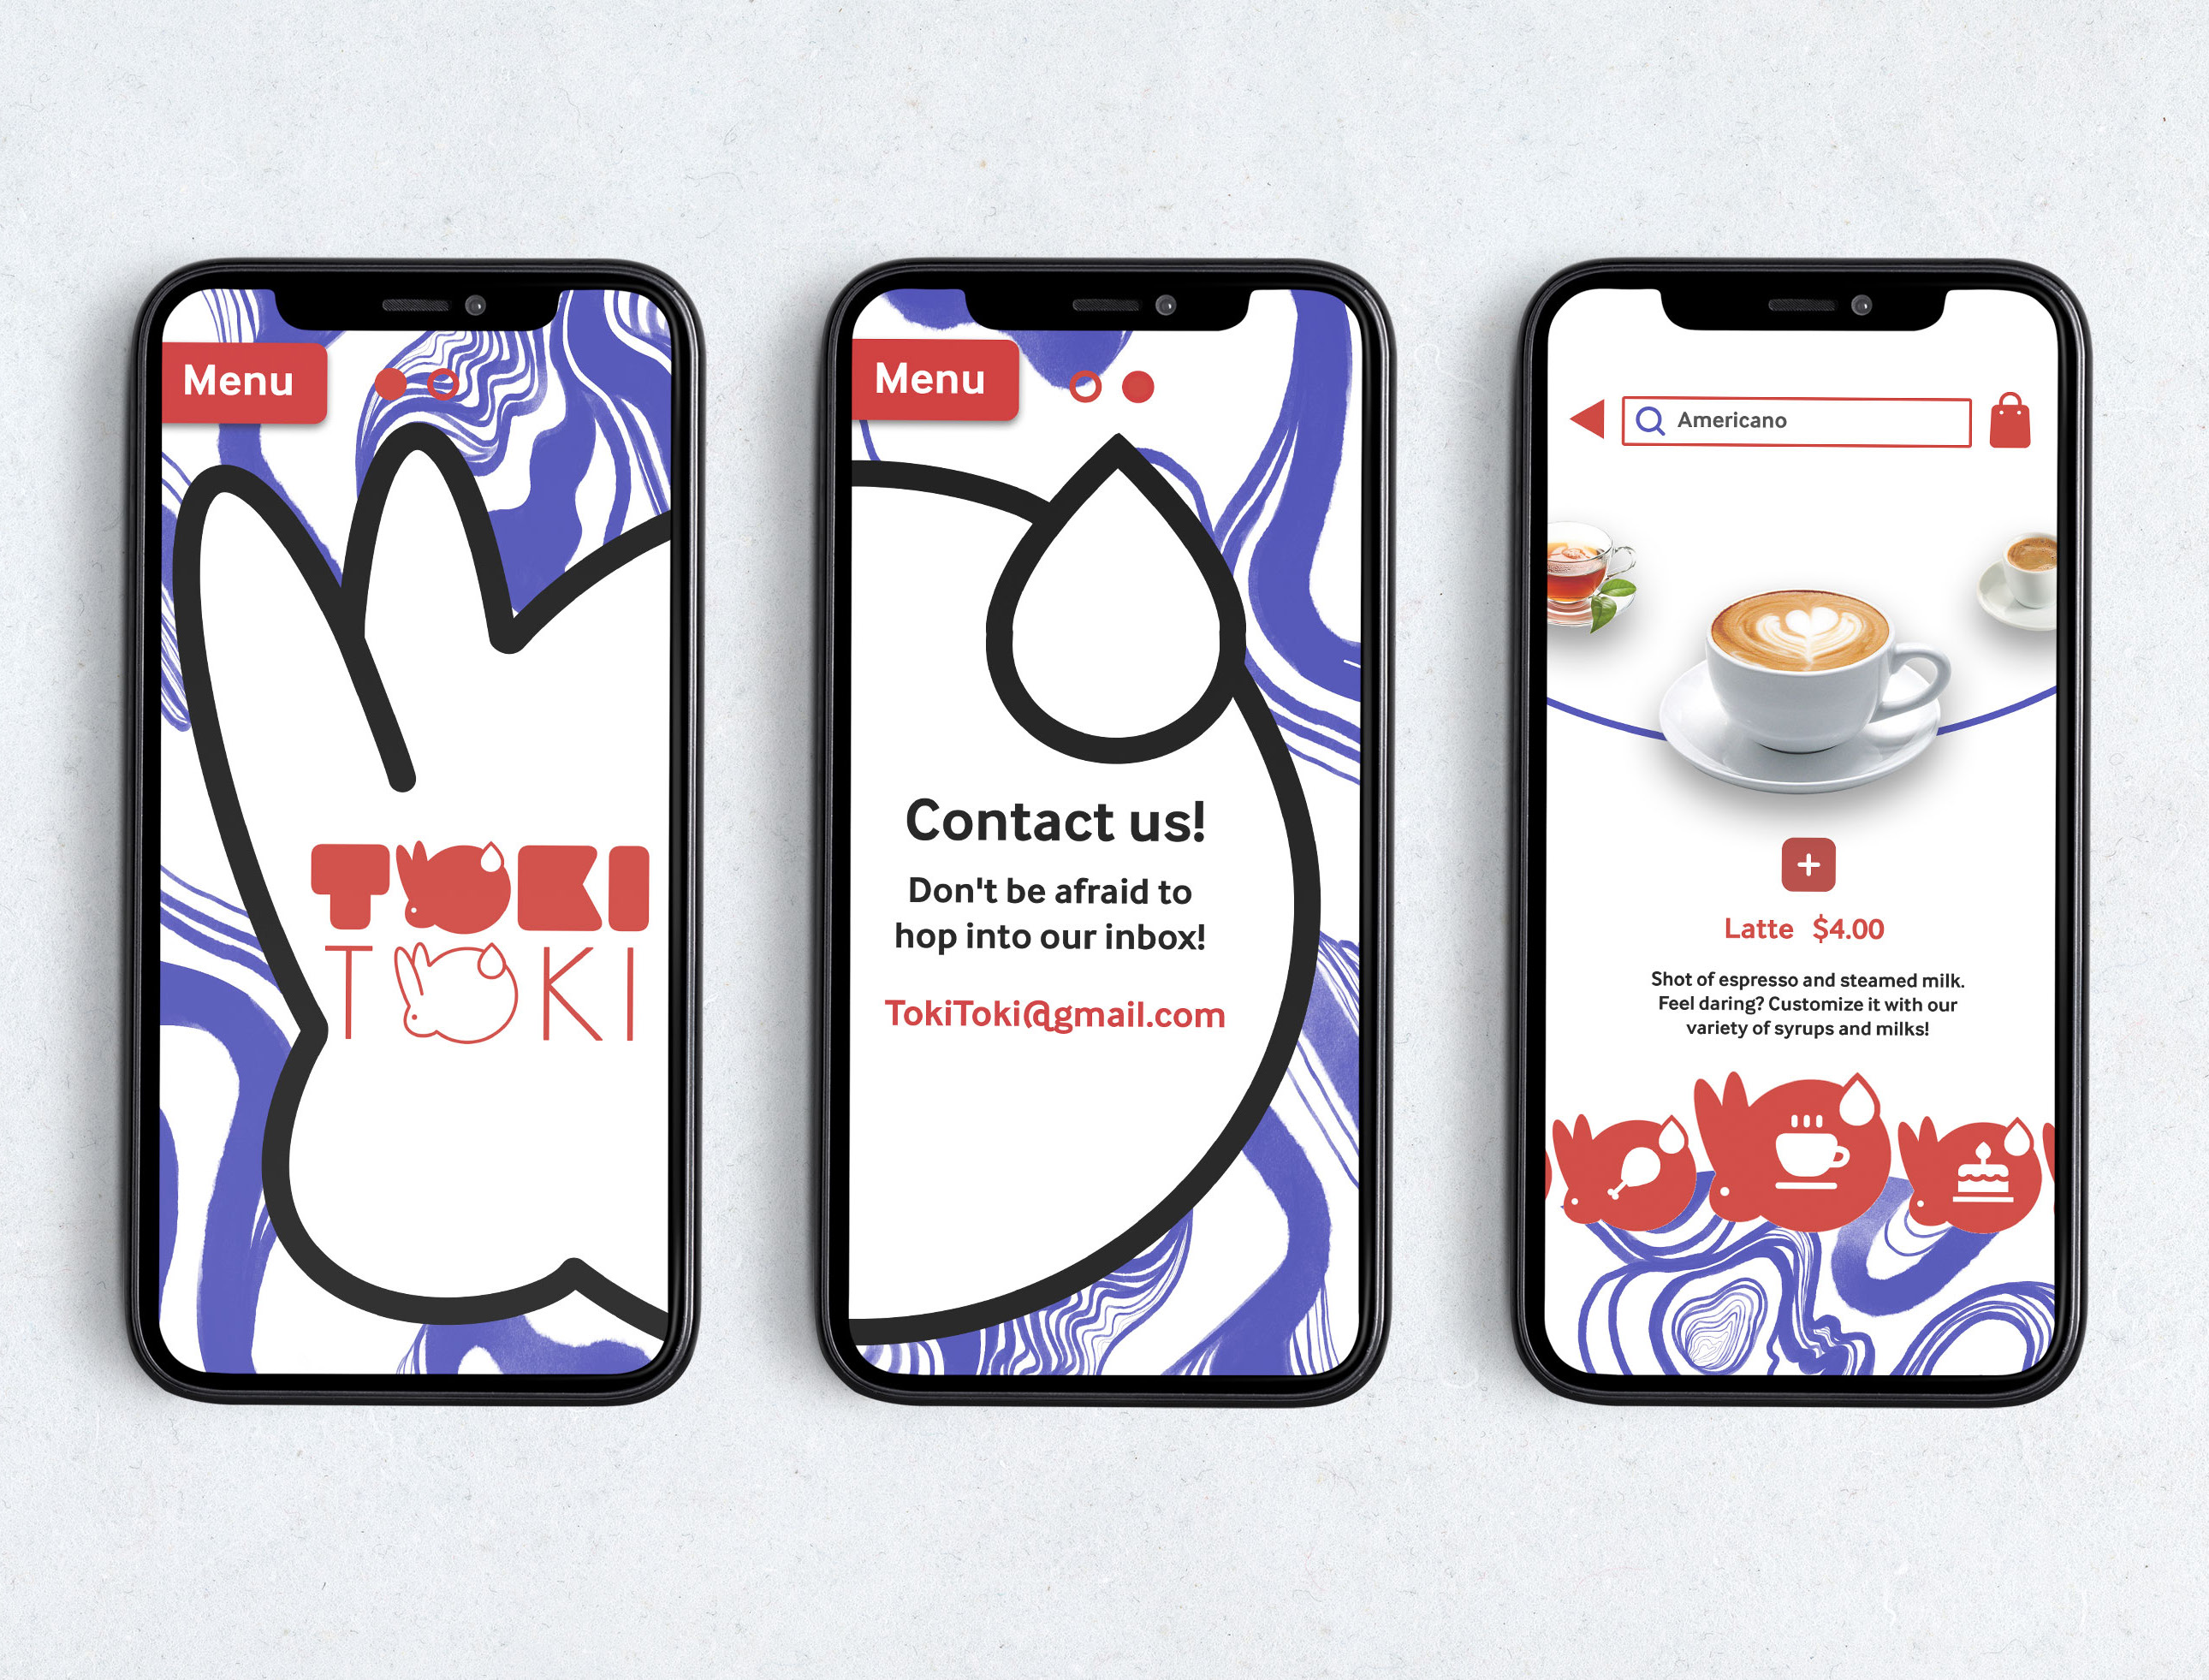 Menu
TOKI
TOKI
Menu
Contact us!
Don't be afraid to
hop into our inbox!
TokiToki@gmail.com
Americano
+
Latte $4.00
Shot of espresso and steamed milk.
Feel daring? Customize it with our
variety of syrups and milks!